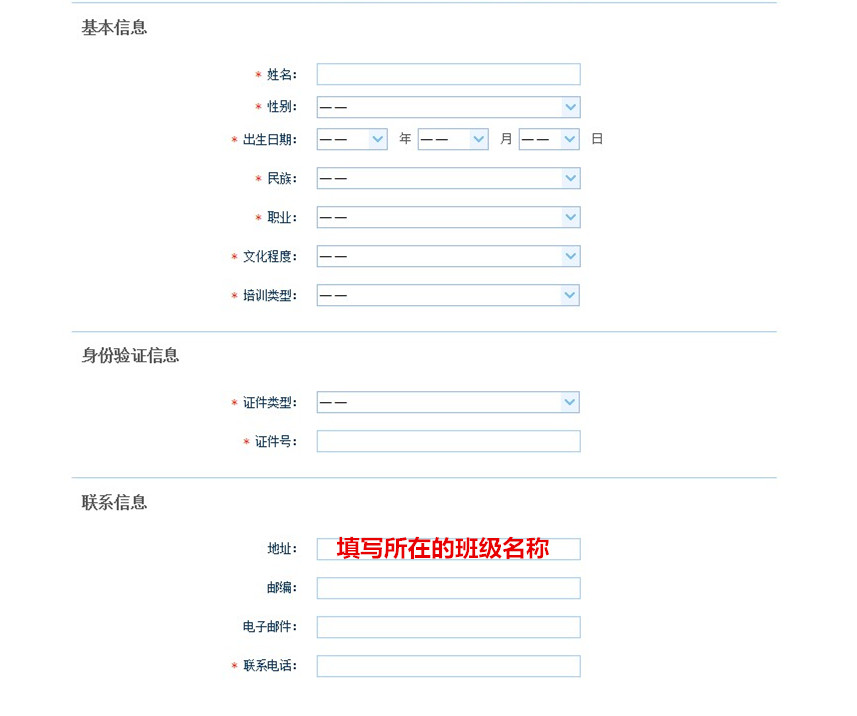 基本信息
* 姓名:
* 性别: ——
* 出生日期: —— 年 —— 月 —— 日
* 民族: ——
* 职业: ——
* 文化程度: ——
* 培训类型: ——
身份验证信息
* 证件类型: ——
* 证件号:
联系信息
地址: 填写所在的班级名称
邮编:
电子邮件:
* 联系电话: